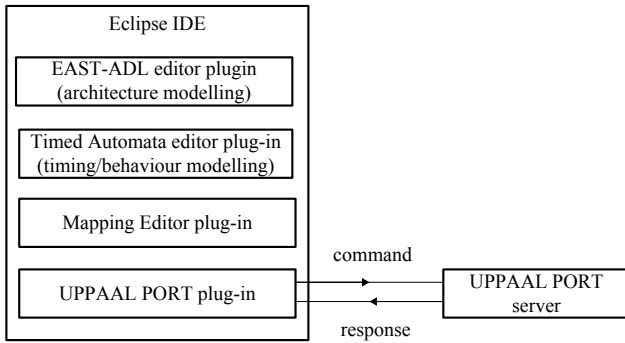 Eclipse IDE
EAST-ADL editor plugin
(architecture modelling)
Timed Automata editor plug-in
(timing/behaviour modelling)
Mapping Editor plug-in
command
UPPAAL PORT plug-in
UPPAAL PORT
server
response